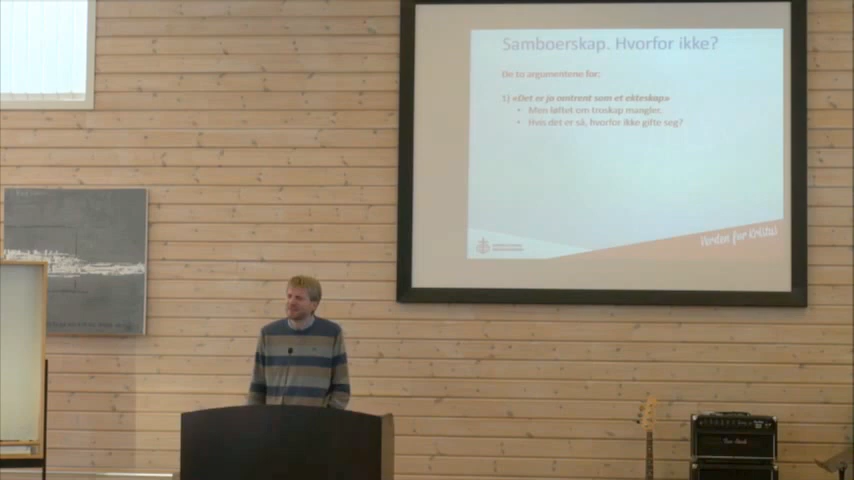 Samboerskap. Hvorfor ikke?
De to argumentene for:
1) «Det er jo omtrent som et ekteskap»
• Men løftet om troskap mangler.
• Hvis det er så, hvorfor ikke gifte seg?
Verden for Kristus